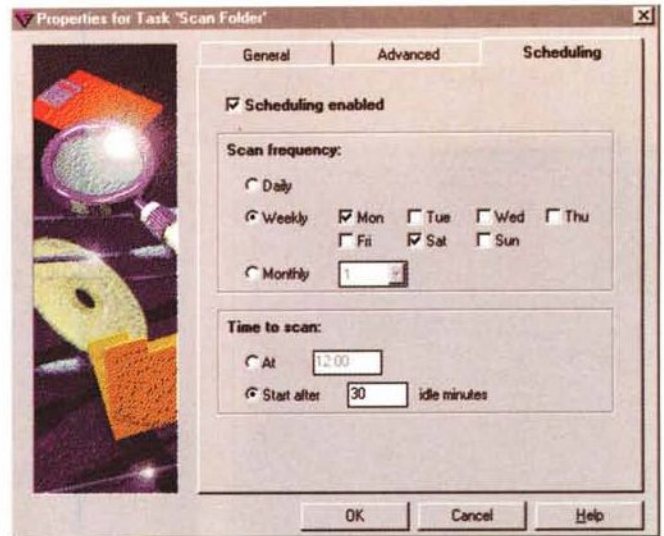 Properties for Task "Scan Folder"
General Advanced Scheduling
Scheduling enabled
Scan frequency:
Daily
Weekly Mon Tue Wed Thu
Fri Sat Sun
Monthly 1
Time to scan:
At 12:00
Start after 30 idle minutes
OK Cancel Help